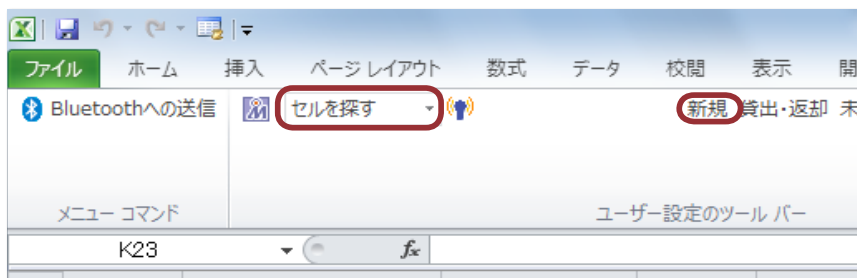 ファイル ホーム 挿入 ページ レイアウト 数式 データ 校閲 表示 開
Bluetoothへの送信 セルを探す 新規 貸出・返却 未
メニュー コマンド ユーザー設定のツール バー
K23 fx